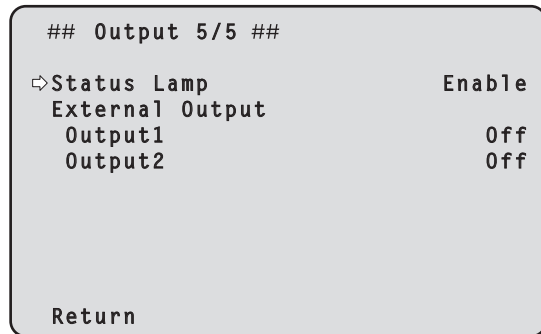 ## Output 5/5 ##
⇨Status Lamp Enable
External Output
Output1 Off
Output2 Off
Return